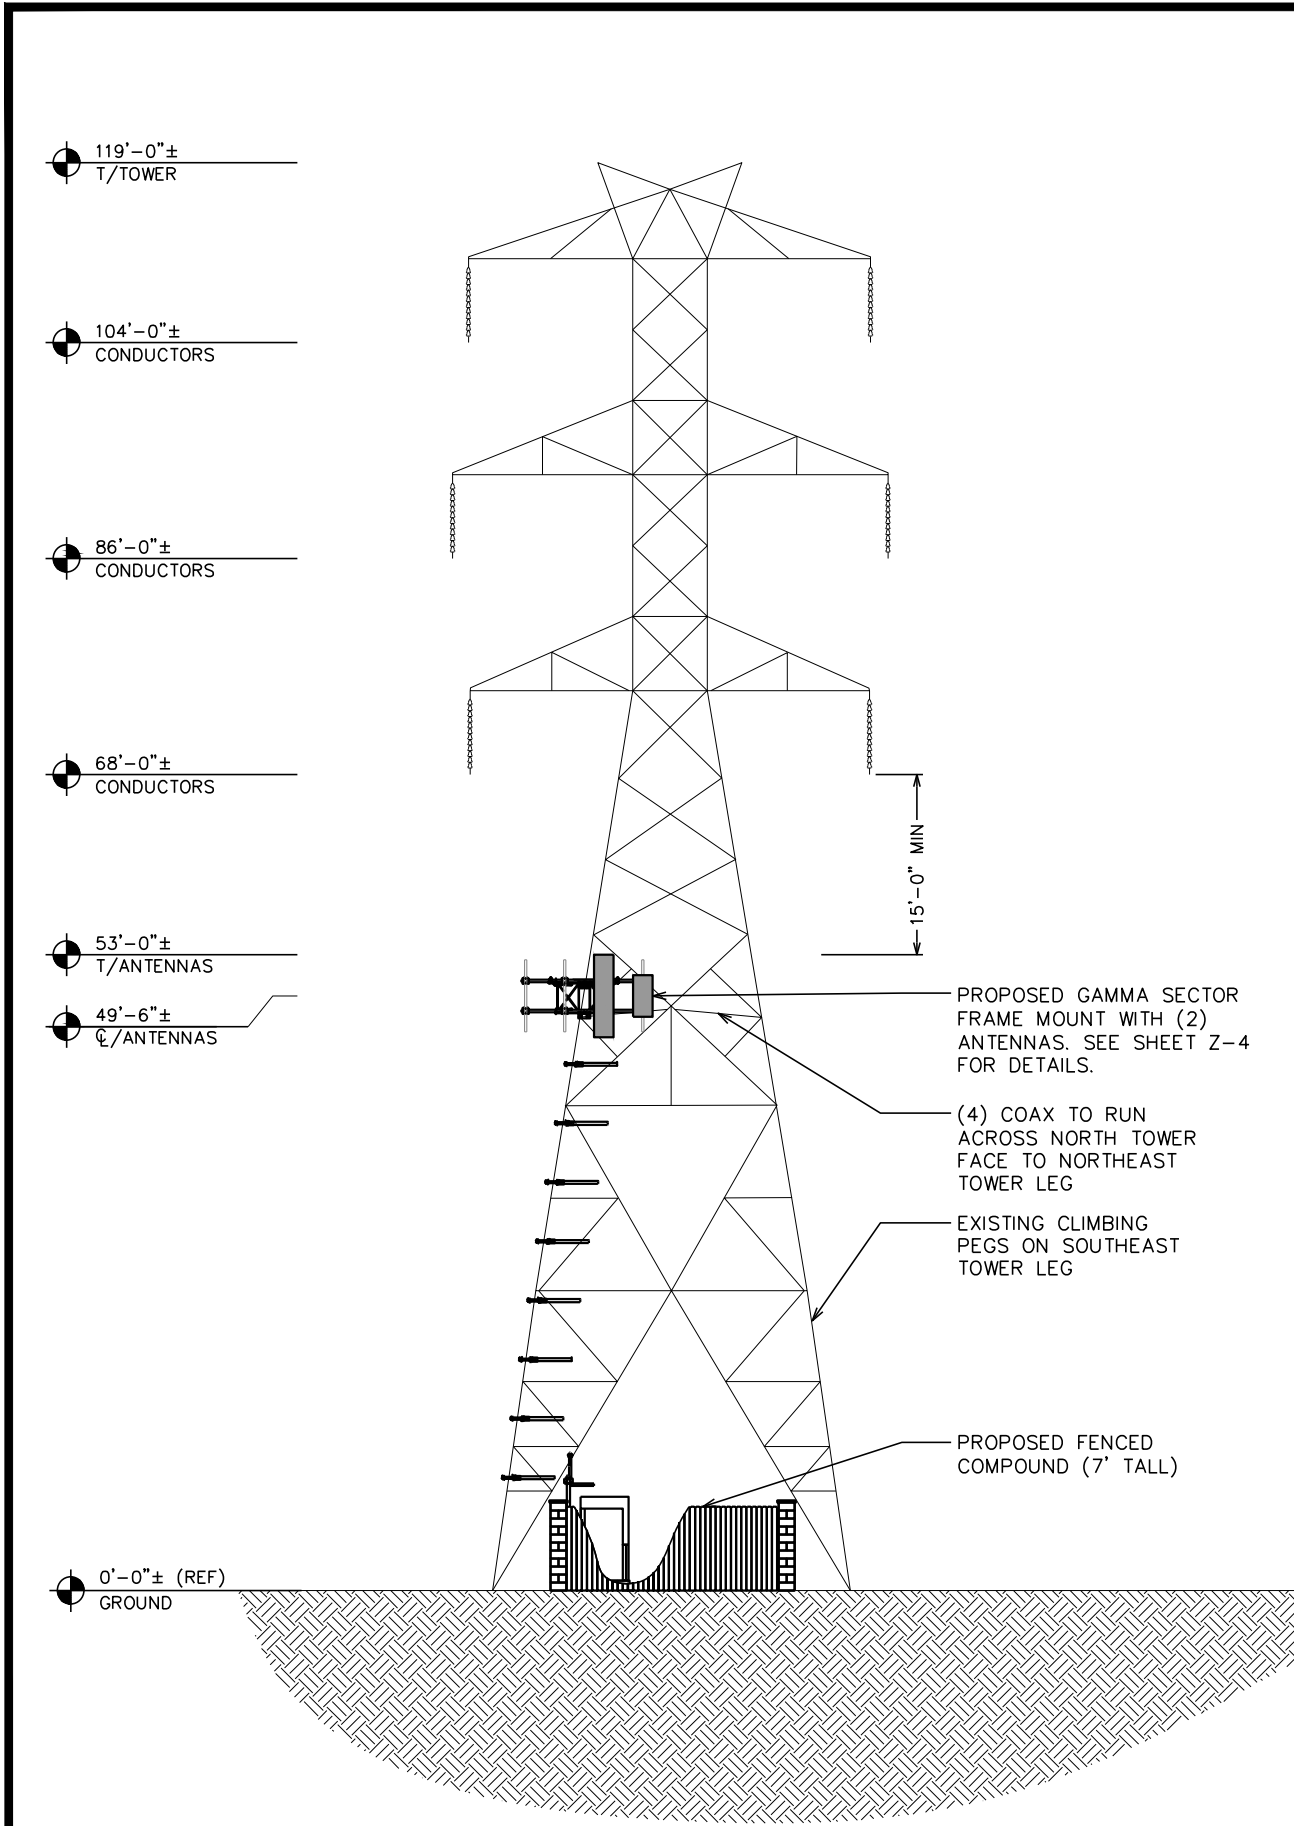 119'-0"±
T/TOWER
104'-0"±
CONDUCTORS
86'-0"±
CONDUCTORS
68'-0"±
CONDUCTORS
15'-0" MIN
53'-0"±
T/ANTENNAS
49'-6"±
℄/ANTENNAS
PROPOSED GAMMA SECTOR
FRAME MOUNT WITH (2)
ANTENNAS. SEE SHEET Z-4
FOR DETAILS.
(4) COAX TO RUN
ACROSS NORTH TOWER
FACE TO NORTHEAST
TOWER LEG
EXISTING CLIMBING
PEGS ON SOUTHEAST
TOWER LEG
PROPOSED FENCED
COMPOUND (7' TALL)
0'-0"± (REF)
GROUND